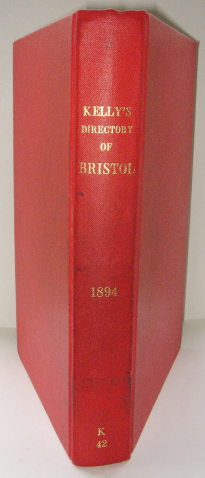 KELLY'S
DIRECTORY
OF
BRISTOL
1894
K
42